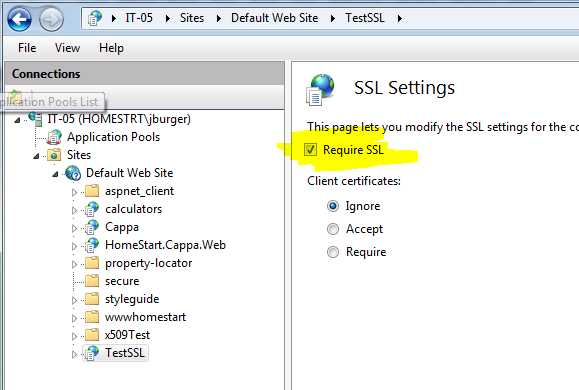 IT-05 Sites Default Web Site TestSSL
File View Help
Connections
plication Pools List
IT-05 (HOMESTRT\jburger)
Application Pools
Sites
Default Web Site
aspnet_client
calculators
Cappa
HomeStart.Cappa.Web
property-locator
secure
styleguide
wwwhomestart
x509Test
TestSSL
SSL Settings
This page lets you modify the SSL settings for the co
Require SSL
Client certificates:
Ignore
Accept
Require